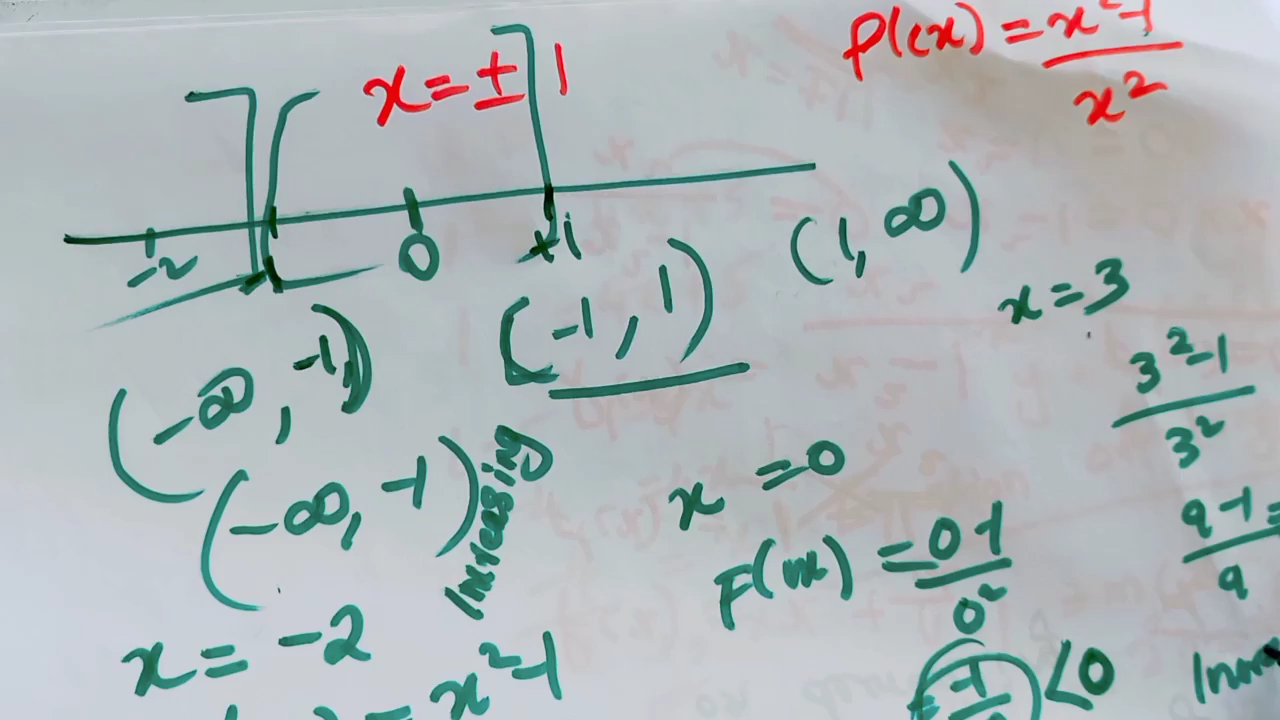 x = ± 1
P(x) = x²-1 / x²
-2 0 +1
(1, ∞)
(-1, 1)
x = 3
(-∞, -1)
3²-1 / 3²
(-∞, -1) Increasing
x = 0
9-1 / 9 =
F(x) = 0-1 / 0²
x = -2
= x²-1
-1 < 0